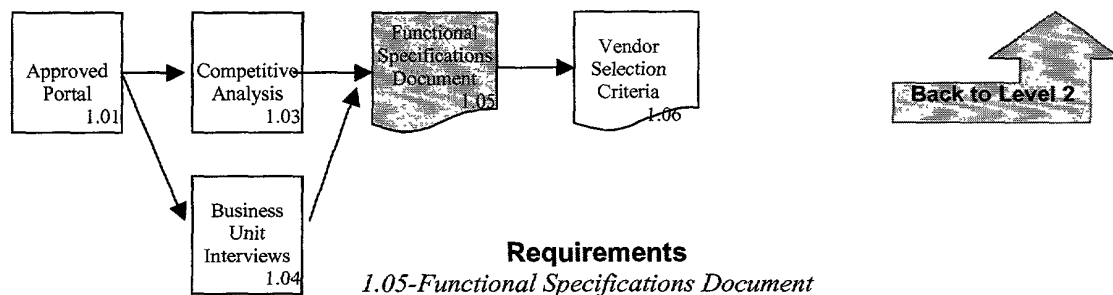 Approved
Portal
1.01
Competitive
Analysis
1.03
Functional
Specifications
Document
1.05
Vendor
Selection
Criteria
1.06
Back to Level 2
Business
Unit
Interviews
1.04
Requirements
1.05-Functional Specifications Document